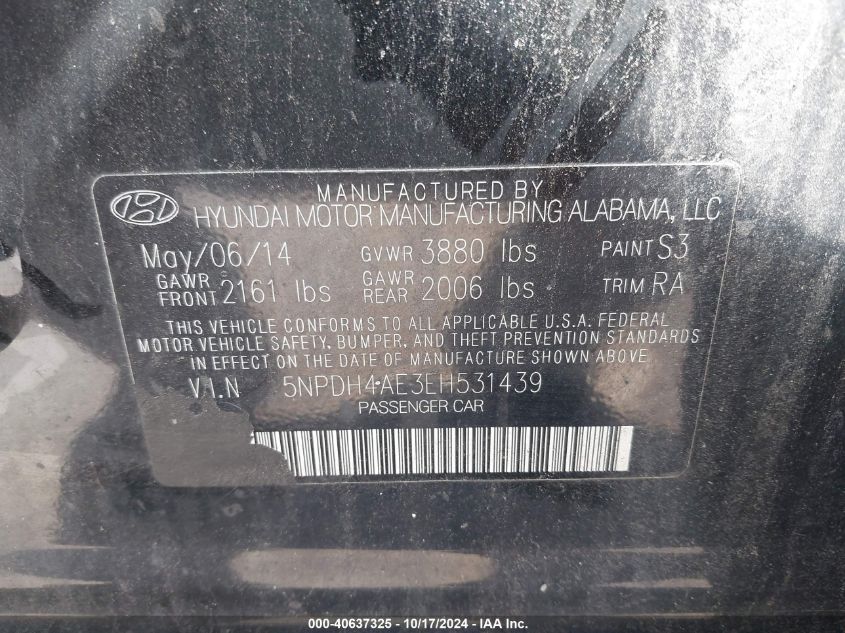 MANUFACTURED BY
HYUNDAI MOTOR MANUFACTURING ALABAMA, LLC
May/06/14 GVWR 3880 lbs PAINT S3
GAWR FRONT 2161 lbs GAWR REAR 2006 lbs TRIM RA
THIS VEHICLE CONFORMS TO ALL APPLICABLE U.S.A. FEDERAL
MOTOR VEHICLE SAFETY, BUMPER, AND THEFT PREVENTION STANDARDS
IN EFFECT ON THE DATE OF MANUFACTURE SHOWN ABOVE
V.I.N 5NPDH4AE3EH531439
PASSENGER CAR
000-40637325 - 10/17/2024 - IAA Inc.